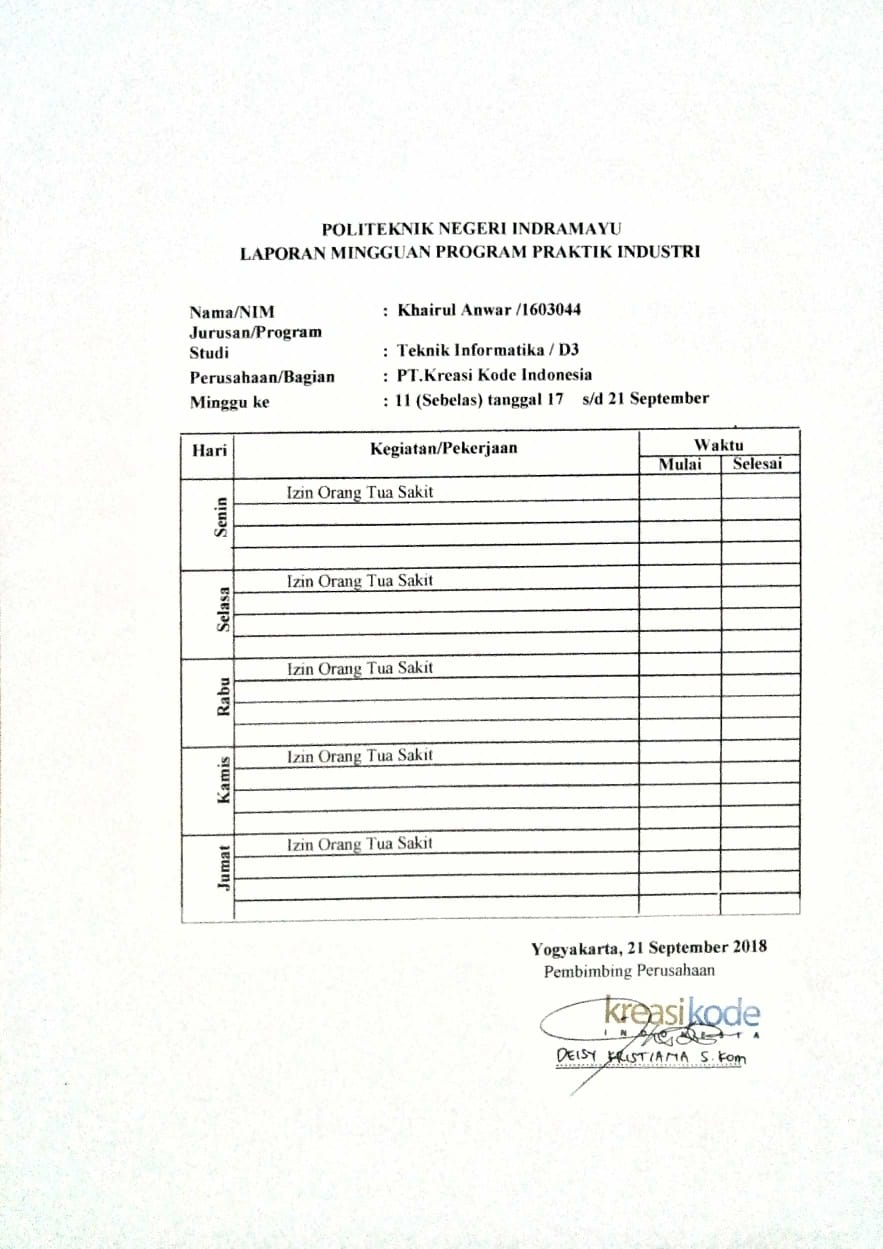 POLITEKNIK NEGERI INDRAMAYU
LAPORAN MINGGUAN PROGRAM PRAKTIK INDUSTRI
Nama/NIM : Khairul Anwar /1603044
Jurusan/Program
Studi : Teknik Informatika / D3
Perusahaan/Bagian : PT.Kreasi Kode Indonesia
Minggu ke : 11 (Sebelas) tanggal 17 s/d 21 September
Hari Kegiatan/Pekerjaan Waktu
Mulai Selesai
Senin Izin Orang Tua Sakit
Selasa Izin Orang Tua Sakit
Rabu Izin Orang Tua Sakit
Kamis Izin Orang Tua Sakit
Jumat Izin Orang Tua Sakit
Yogyakarta, 21 September 2018
Pembimbing Perusahaan
kreasikode
DEISY KRISTIANA S.Kom